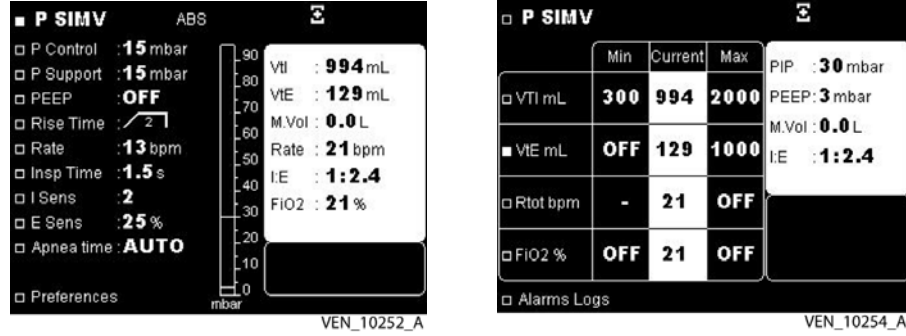 P SIMV ABS
P Control :15 mbar
P Support :15 mbar
PEEP :OFF
Rise Time : 2
Rate :13 bpm
Insp Time :1.5 s
I Sens :2
E Sens :25 %
Apnea time :AUTO
Preferences
90
80
70
60
50
40
30
20
10
0
mbar
VtI : 994 mL
VtE : 129 mL
M.Vol : 0.0 L
Rate : 21 bpm
I:E : 1:2.4
FiO2 : 21 %
VEN_10252_A
P SIMV
Min Current Max
VTI mL 300 994 2000
VtE mL OFF 129 1000
Rtot bpm - 21 OFF
FiO2 % OFF 21 OFF
Alarms Logs
PIP :30 mbar
PEEP:3 mbar
M.Vol :0.0 L
I:E :1:2.4
VEN_10254_A